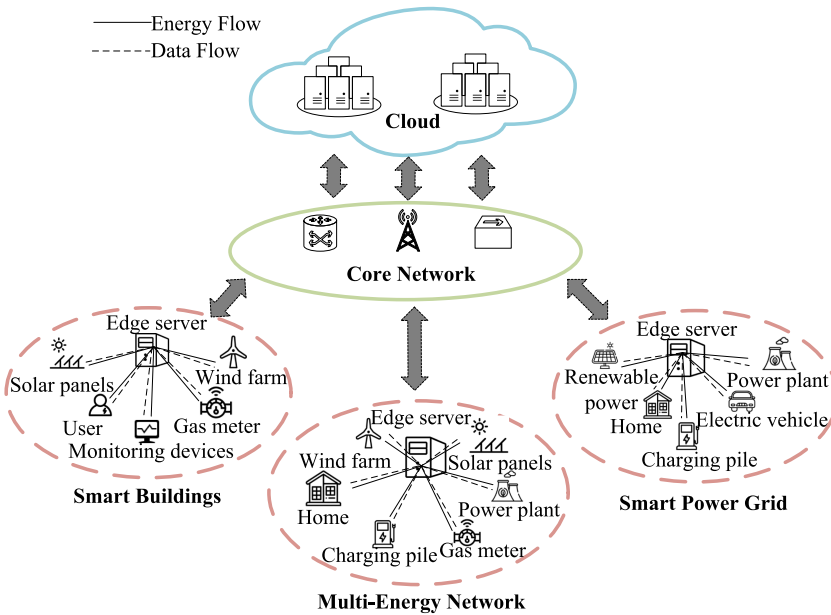 Energy Flow
Data Flow
Cloud
Core Network
Edge server
Solar panels
Wind farm
User
Gas meter
Monitoring devices
Smart Buildings
Edge server
Wind farm
Solar panels
Home
Power plant
Charging pile
Gas meter
Multi-Energy Network
Edge server
Renewable
power
Power plant
Home
Electric vehicle
Charging pile
Smart Power Grid